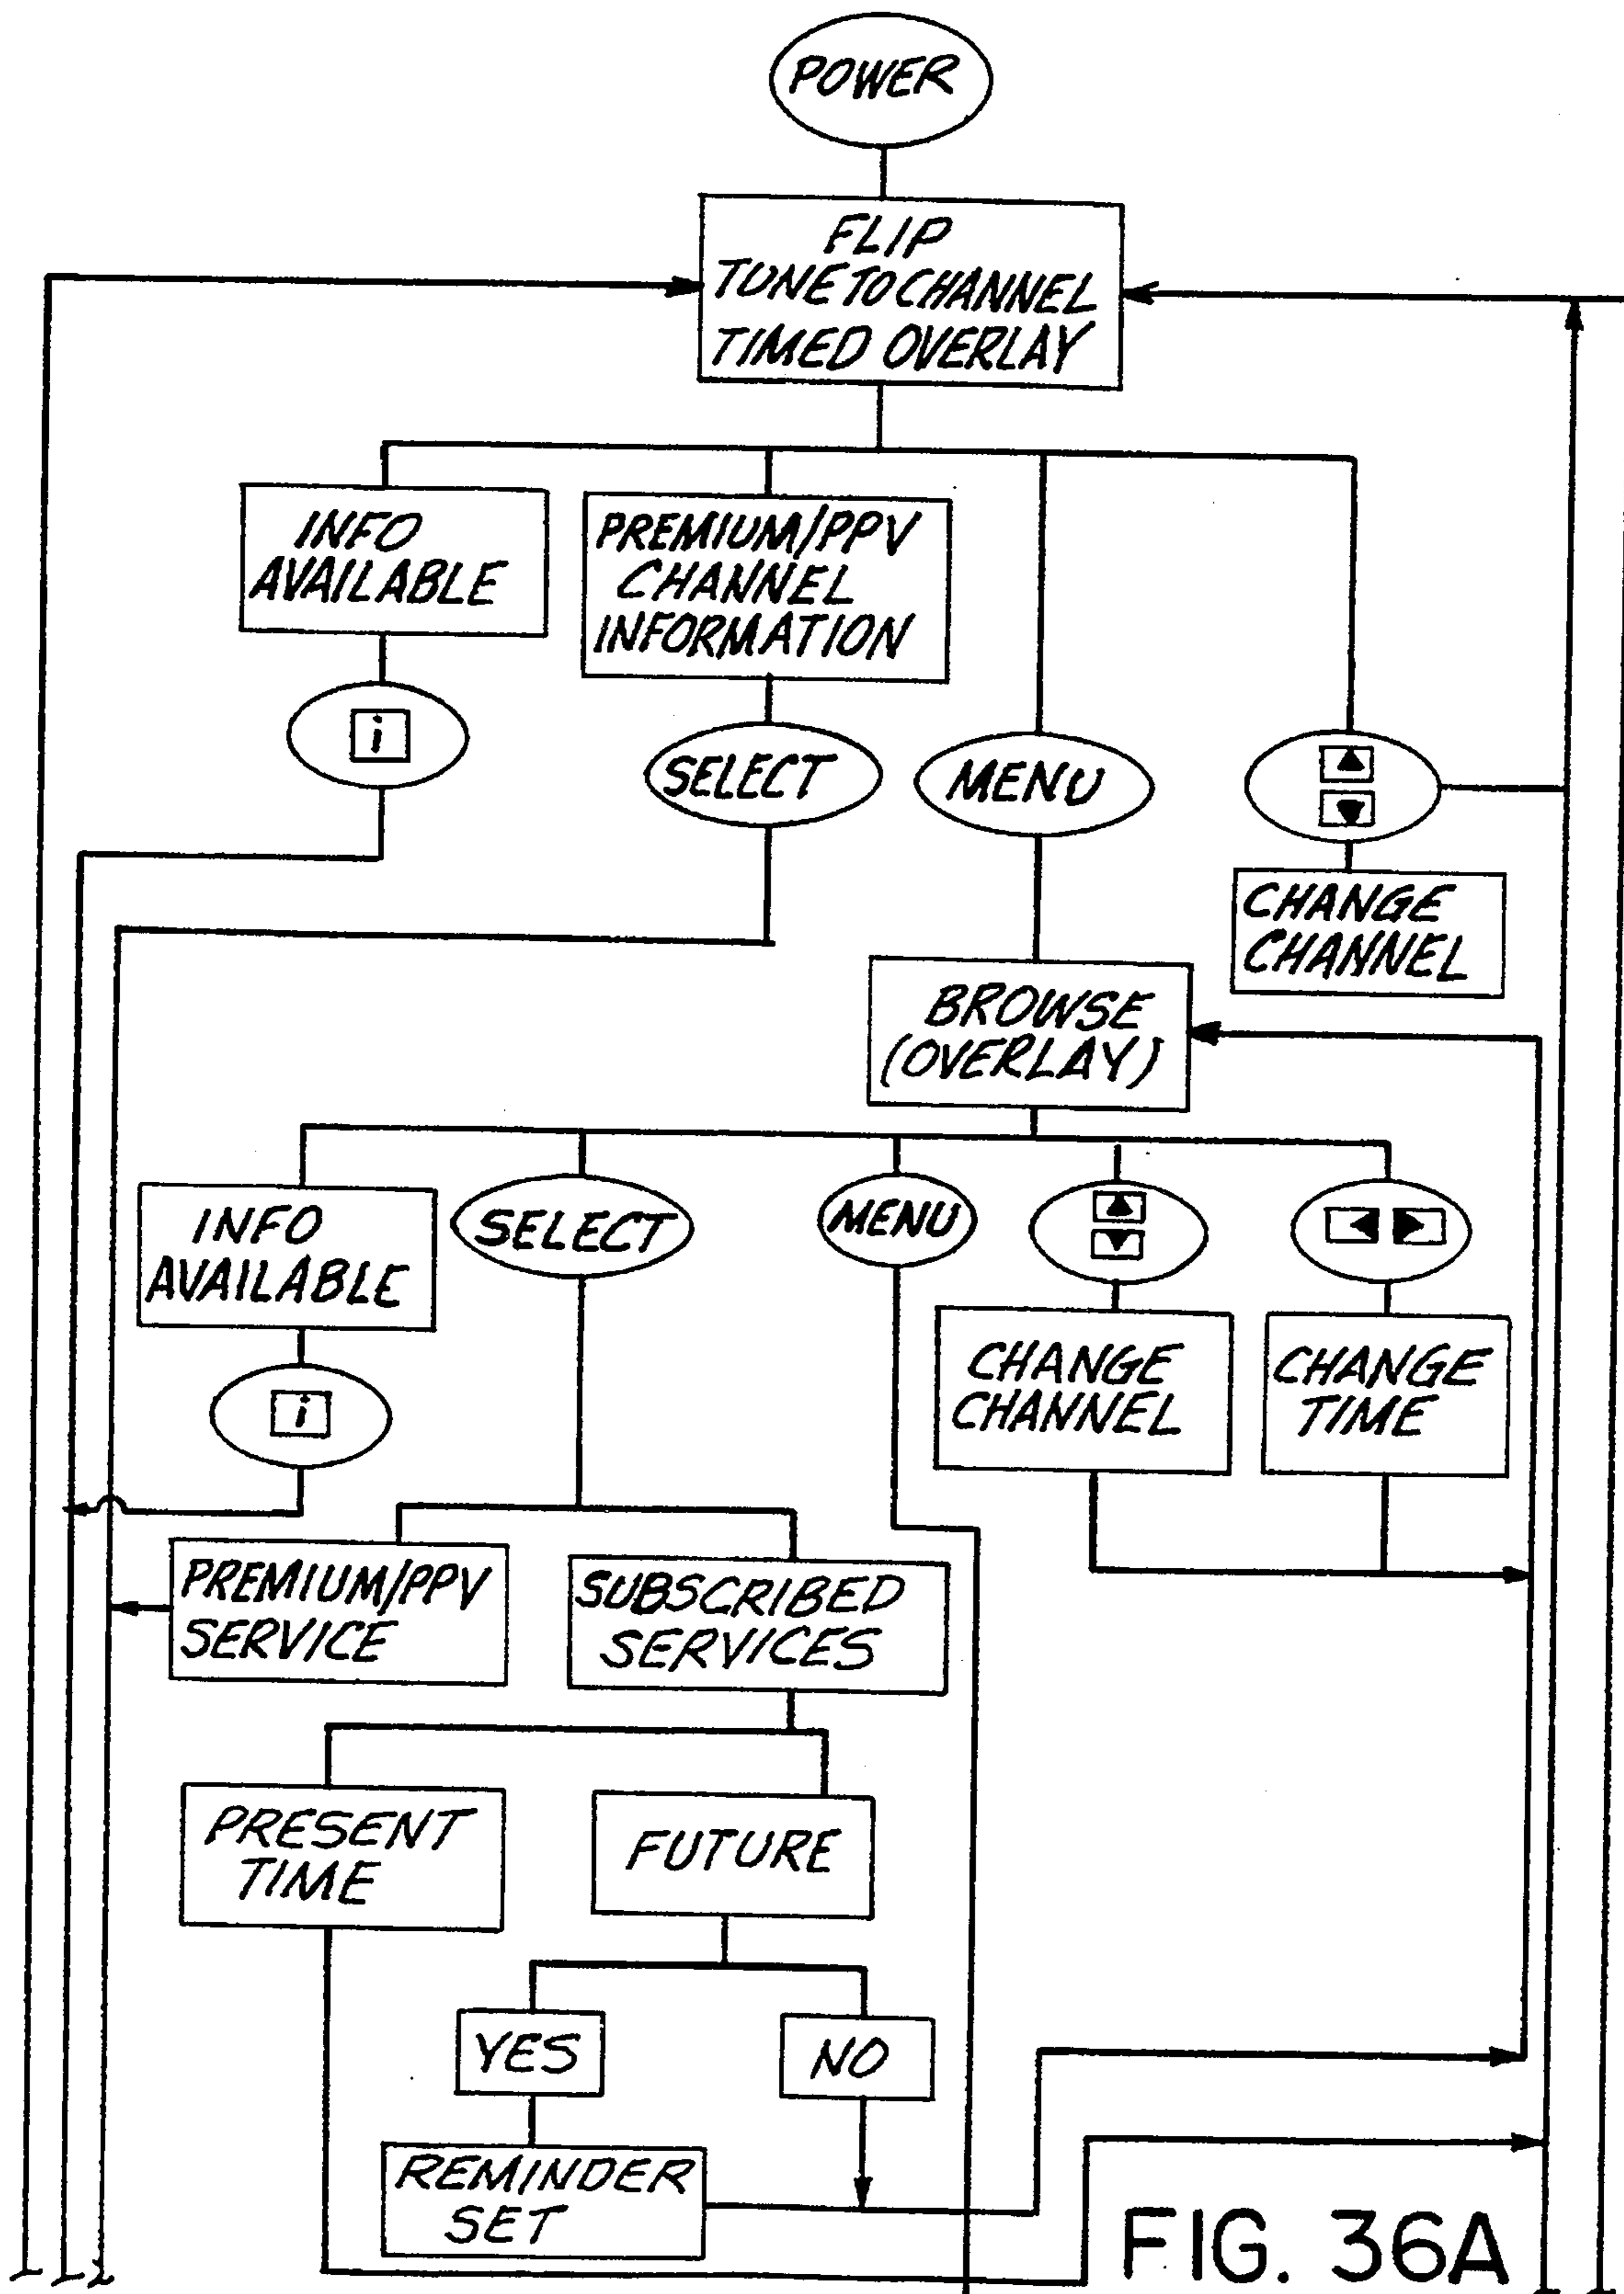 POWER
FLIP
TUNE TO CHANNEL
TIMED OVERLAY
INFO
AVAILABLE
PREMIUM/PPV
CHANNEL
INFORMATION
i
SELECT
MENU
CHANGE
CHANNEL
BROWSE
(OVERLAY)
INFO
AVAILABLE
SELECT
MENU
i
CHANGE
CHANNEL
CHANGE
TIME
PREMIUM/PPV
SERVICE
SUBSCRIBED
SERVICES
PRESENT
TIME
FUTURE
YES
NO
REMINDER
SET
FIG. 36A